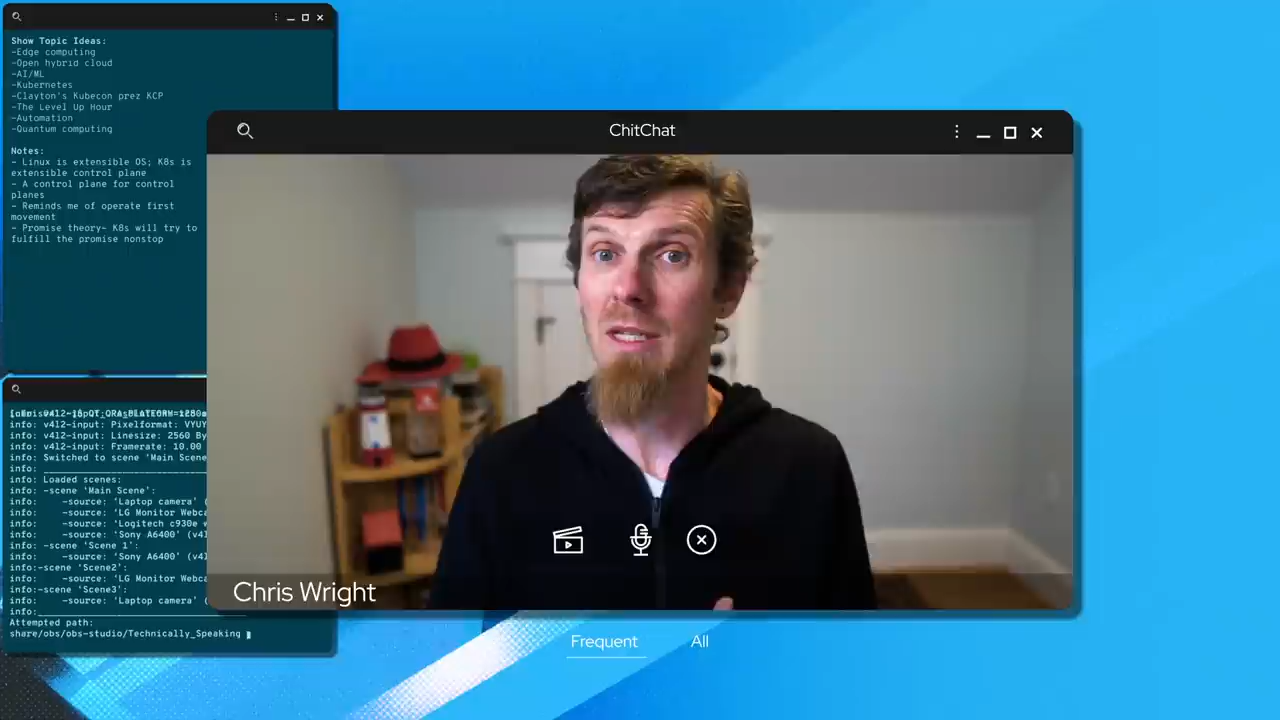 Show Topic Ideas:
-Edge computing
-Open hybrid cloud
-AI/ML
-Kubernetes
-Clayton's Kubecon prez KCP
-The Level Up Hour
-Automation
-Quantum computing
Notes:
- Linux is extensible OS; K8s is
extensible control plane
- A control plane for control
planes
- Reminds me of operate first
movement
- Promise theory- K8s will try to
fulfill the promise nonstop
ChitChat
info: v4l2-input: Pixelformat: VYUY
info: v4l2-input: Linesize: 2560 By
info: v4l2-input: Framerate: 10.00
info: Switched to scene 'Main Scene
info:
info: Loaded scenes:
info: -scene 'Main Scene':
info: -source: 'Laptop camera' (
info: -source: 'LG Monitor Webca
info: -source: 'Logitech c930e w
info: -source: 'Sony A6400' (v4l
info: -scene 'Scene 1':
info: -source: 'Sony A6400' (v4l
info:-scene 'Scene2':
info: -source: 'LG Monitor Webca
info:-scene 'Scene3':
info: -source: 'Laptop camera' (
info:
Attempted path:
share/obs/obs-studio/Technically_Speaking
Chris Wright
Frequent
All